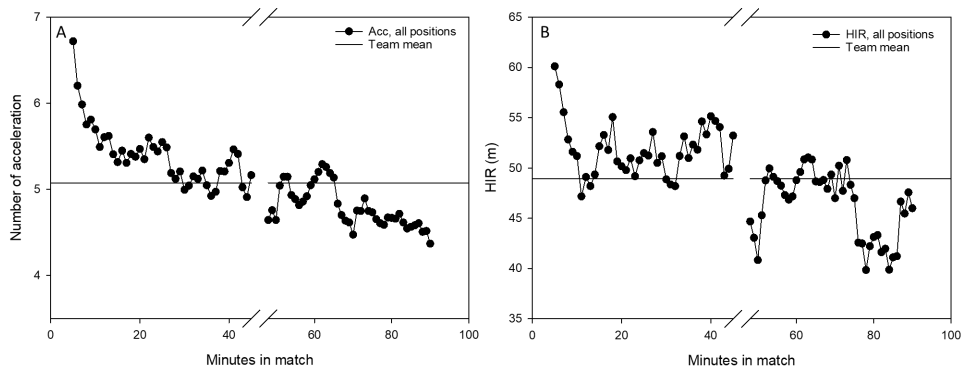 A
Acc, all positions
Team mean
Number of acceleration
7
6
5
4
0
20
40
60
80
100
Minutes in match
B
HIR, all positions
Team mean
HIR (m)
65
60
55
50
45
40
35
0
20
40
60
80
100
Minutes in match